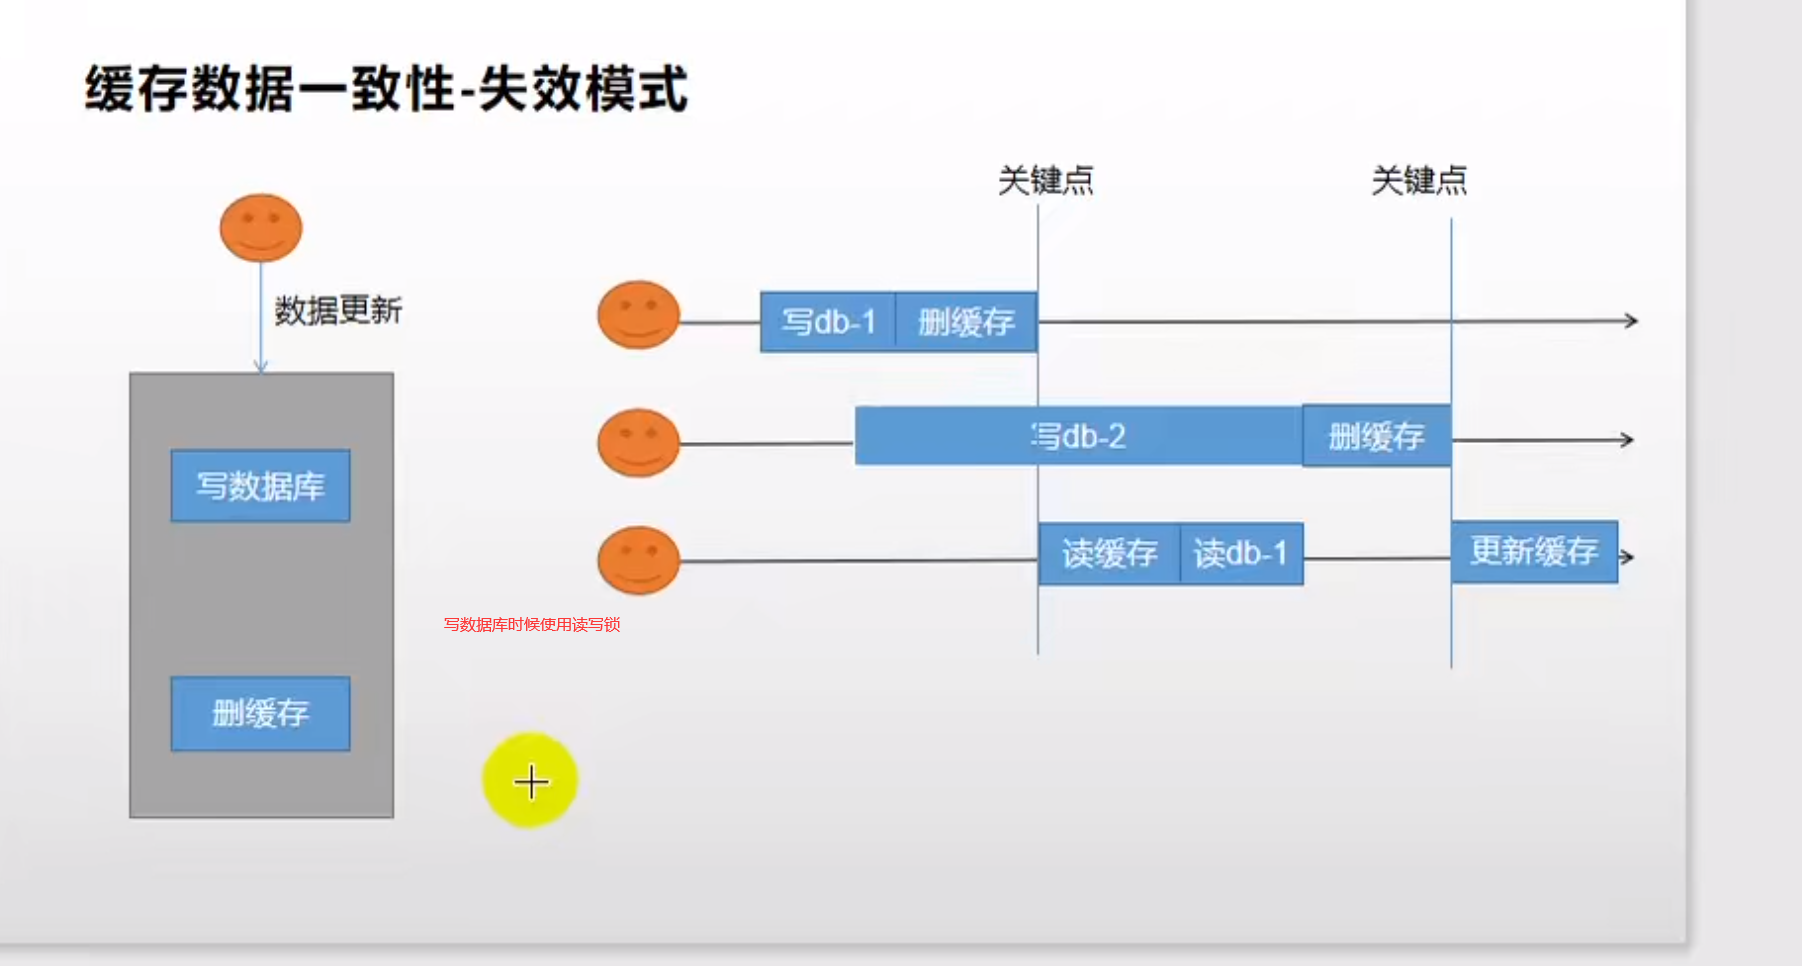 缓存数据一致性-失效模式
关键点
关键点
数据更新
写db-1
删缓存
写db-2
删缓存
写数据库
读缓存
读db-1
更新缓存
写数据库时候使用读写锁
删缓存